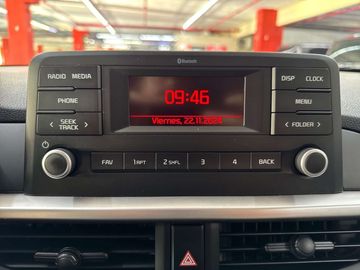 Bluetooth
RADIO MEDIA
DISP CLOCK
09:46
PHONE
MENU
Viernes, 22.11.2024
SEEK
TRACK
FOLDER
FAV 1 RPT 2 SHFL 3 4 BACK